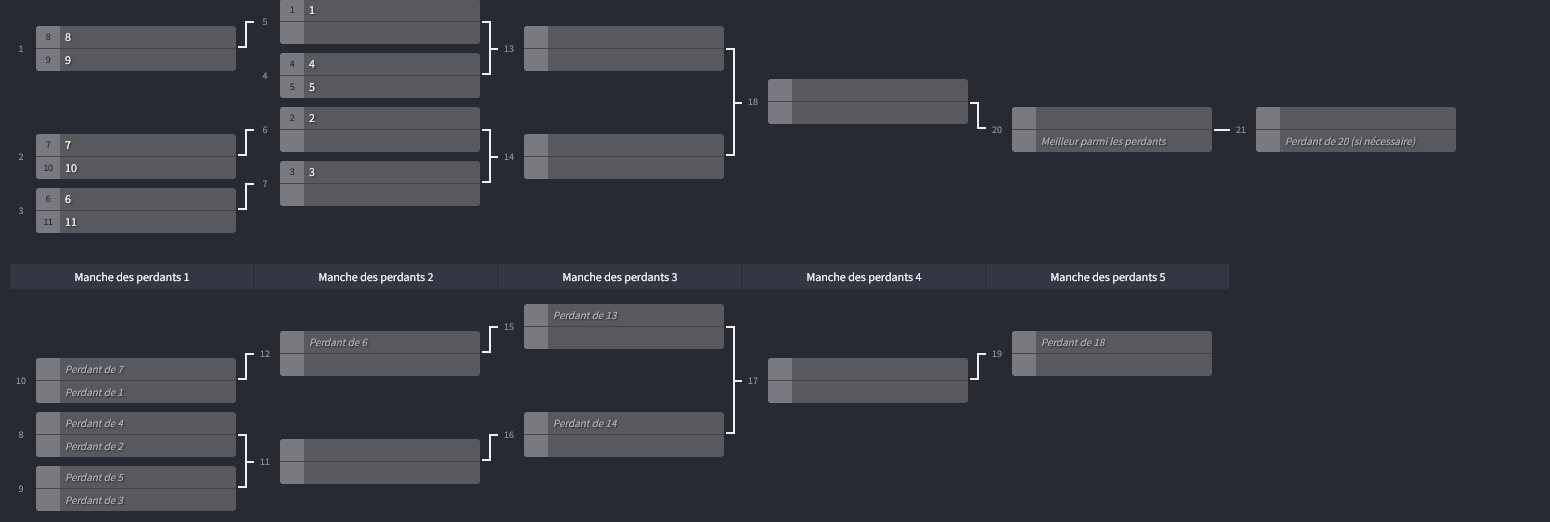 1 1
5
8 8
1
9 9
4 4
4
5 5
13
2 2
6
7 7
2
10 10
3 3
7
6 6
3
11 11
14
18
20
Meilleur parmi les perdants
21
Perdant de 20 (si nécessaire)
Manche des perdants 1
Manche des perdants 2
Manche des perdants 3
Manche des perdants 4
Manche des perdants 5
10
Perdant de 7
Perdant de 1
8
Perdant de 4
Perdant de 2
9
Perdant de 5
Perdant de 3
12
Perdant de 6
11
15
Perdant de 13
16
Perdant de 14
17
19
Perdant de 18